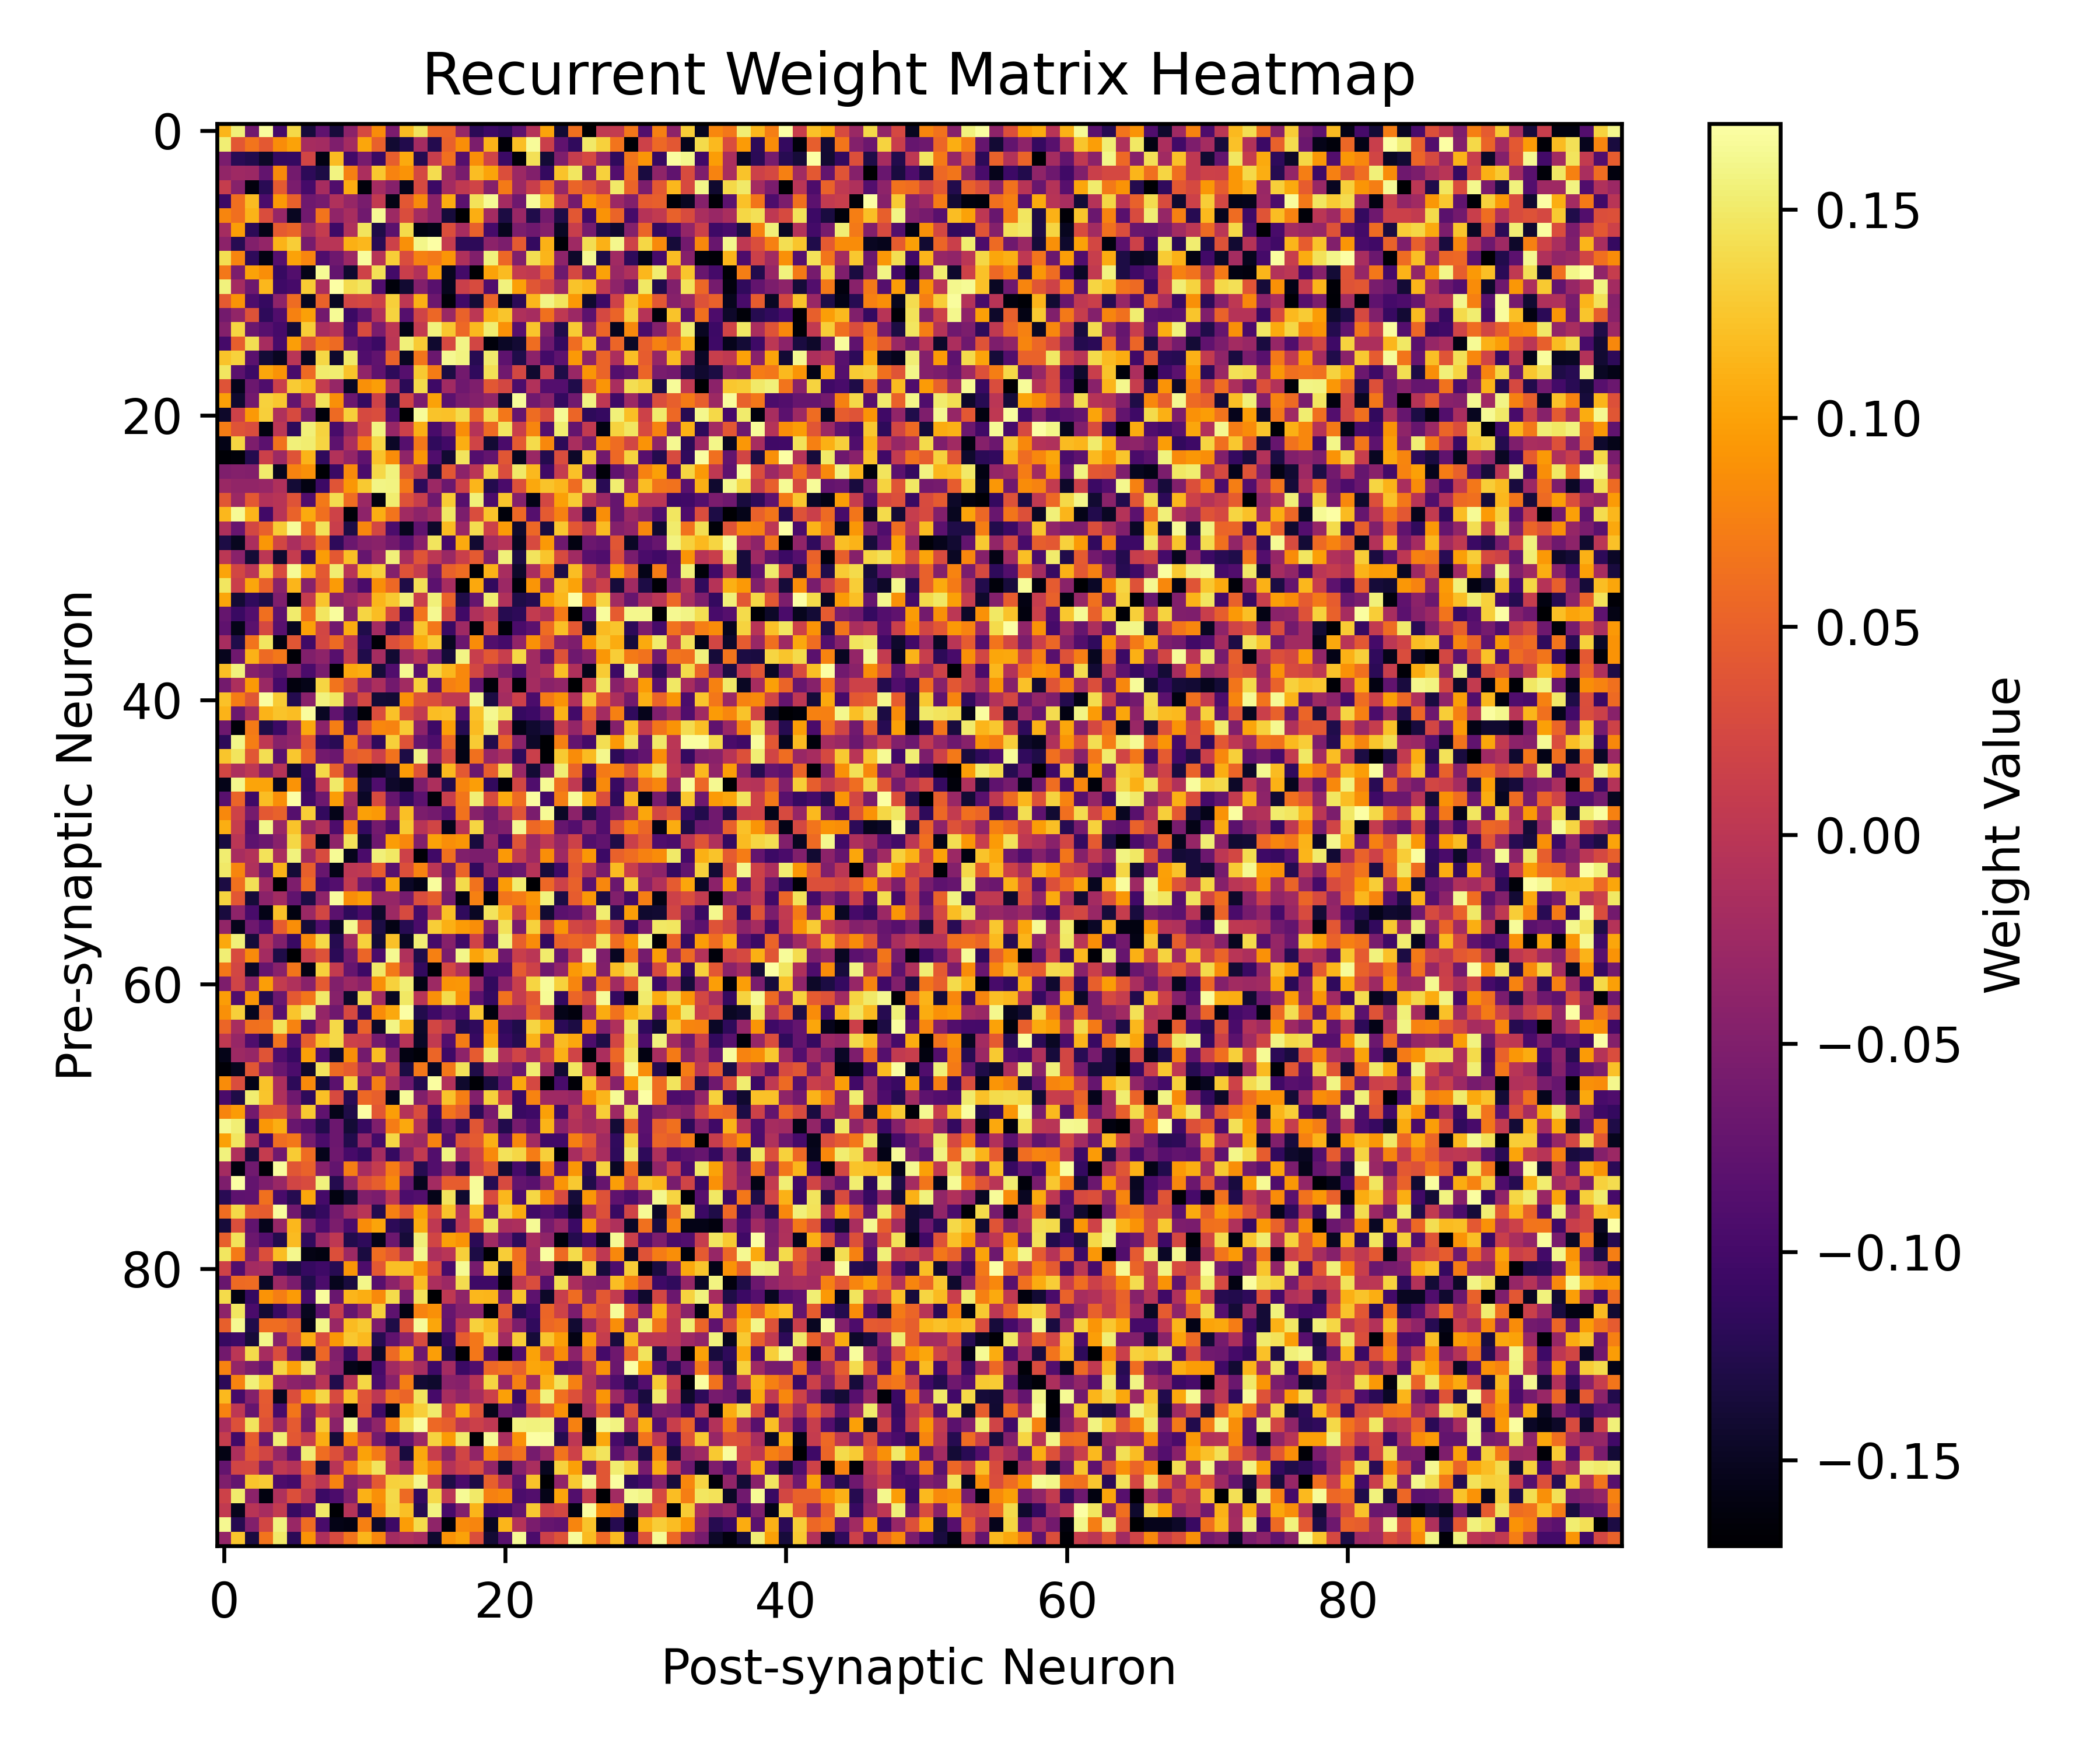 Recurrent Weight Matrix Heatmap
0
20
40
60
80
Pre-synaptic Neuron
0 20 40 60 80
Post-synaptic Neuron
0.15
0.10
0.05
0.00
−0.05
−0.10
−0.15
Weight Value